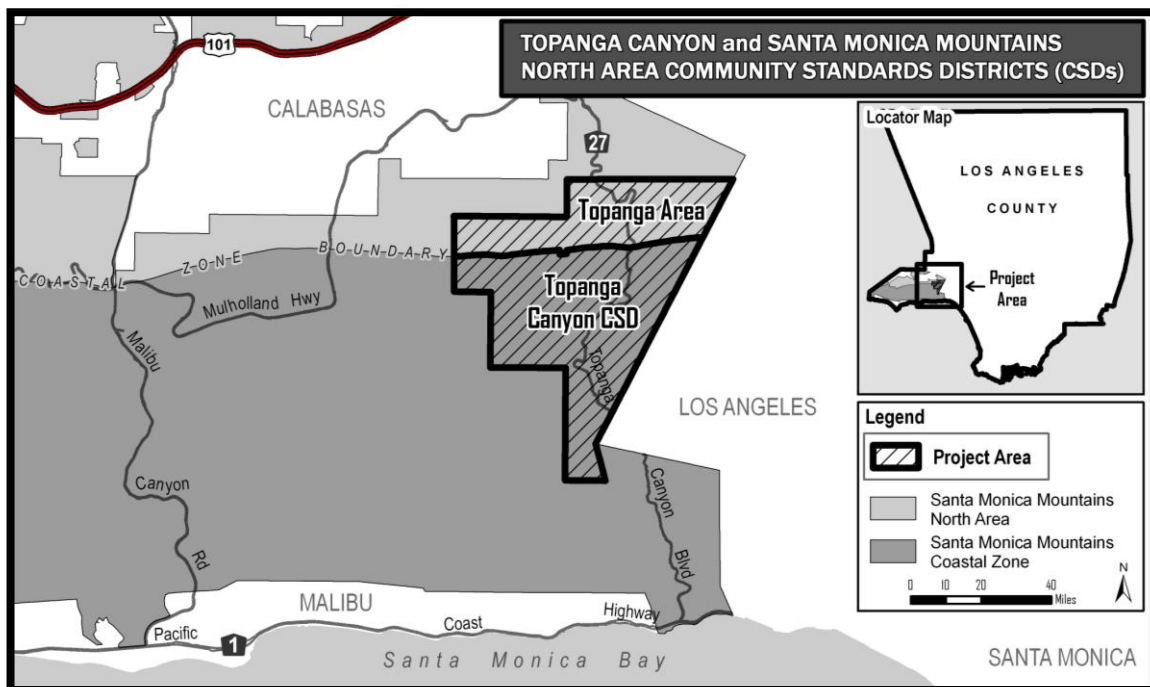 TOPANGA CANYON and SANTA MONICA MOUNTAINS
NORTH AREA COMMUNITY STANDARDS DISTRICTS (CSDs)
101
CALABASAS
27
Topanga Area
COASTAL ZONE BOUNDARY
Topanga
Canyon CSD
Mulholland Hwy
Malibu
Canyon
Rd
Topanga
Canyon
Blvd
LOS ANGELES
MALIBU
Pacific
1
Coast
Highway
Santa Monica Bay
SANTA MONICA
Locator Map
LOS ANGELES
COUNTY
Project
Area
Legend
Project Area
Santa Monica Mountains
North Area
Santa Monica Mountains
Coastal Zone
N
0 10 20 40
Miles